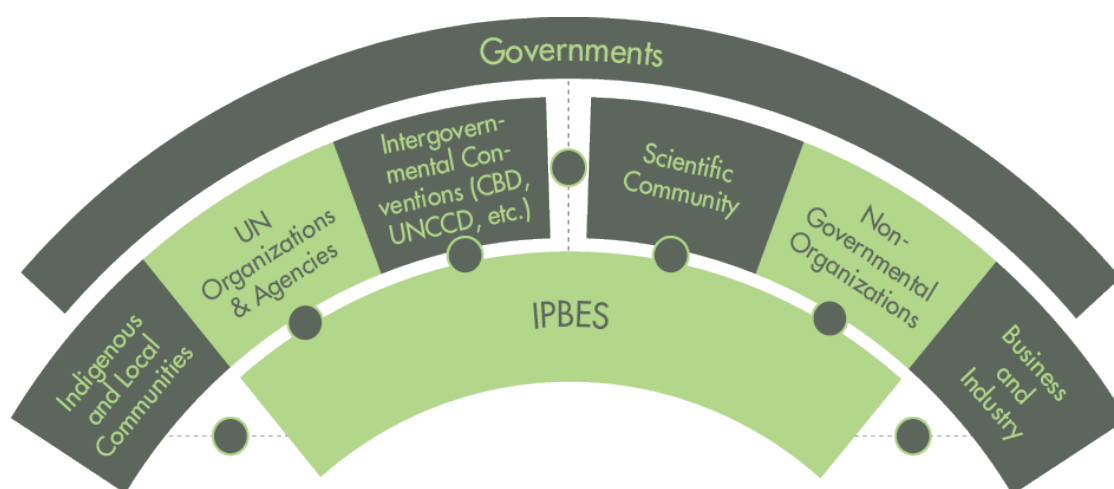 Governments
Indigenous
and Local
Communities
UN
Organizations
& Agencies
Intergovern-
mental Con-
ventions (CBD,
UNCCD, etc.)
Scientific
Community
Non-
Governmental
Organizations
Business
and
Industry
IPBES